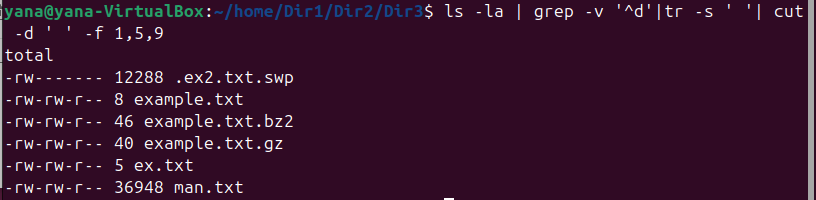 yana@yana-VirtualBox:~/home/Dir1/Dir2/Dir3$ ls -la | grep -v '^d'|tr -s ' '| cut
 -d ' ' -f 1,5,9
total
-rw------- 12288 .ex2.txt.swp
-rw-rw-r-- 8 example.txt
-rw-rw-r-- 46 example.txt.bz2
-rw-rw-r-- 40 example.txt.gz
-rw-rw-r-- 5 ex.txt
-rw-rw-r-- 36948 man.txt